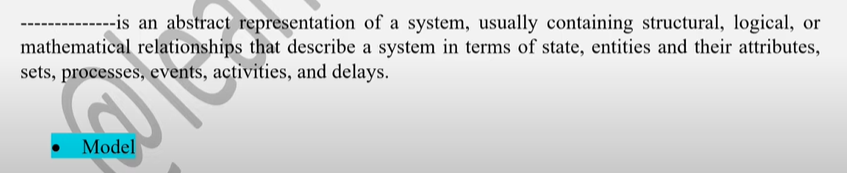 ---------------is an abstract representation of a system, usually containing structural, logical, or
mathematical relationships that describe a system in terms of state, entities and their attributes,
sets, processes, events, activities, and delays.
• Model
@lear